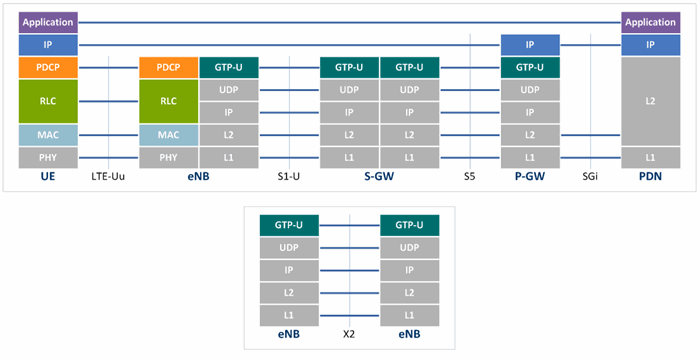 Application Application
IP IP IP
PDCP PDCP GTP-U GTP-U GTP-U GTP-U
RLC RLC UDP UDP UDP UDP L2
IP IP IP IP
MAC MAC L2 L2 L2 L2
PHY PHY L1 L1 L1 L1 L1
UE LTE-Uu eNB S1-U S-GW S5 P-GW SGi PDN
GTP-U GTP-U
UDP UDP
IP IP
L2 L2
L1 L1
eNB X2 eNB